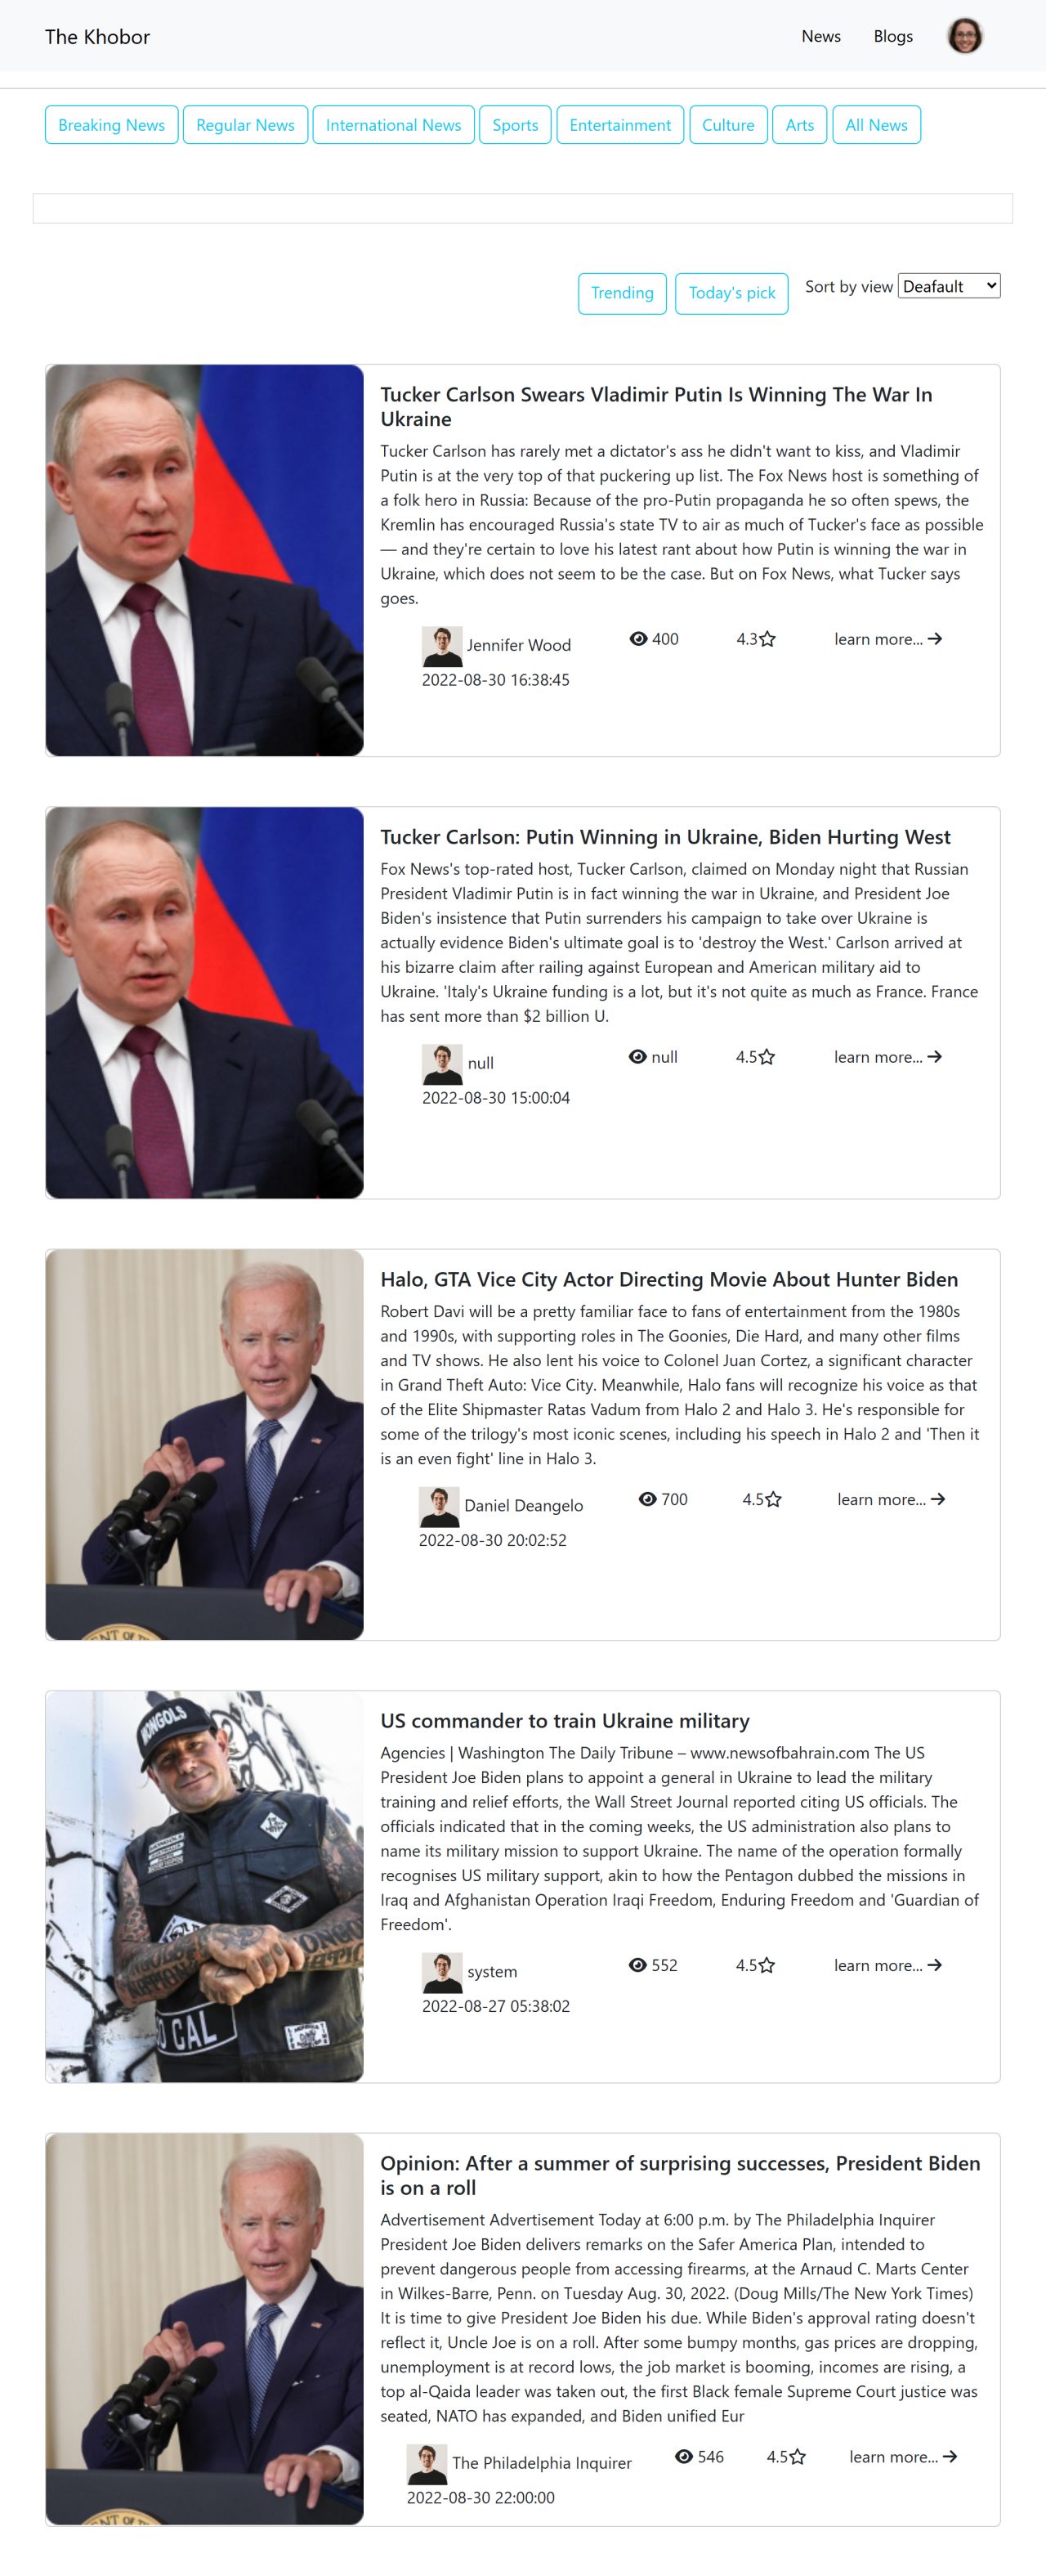 The Khobor
News
Blogs
Breaking News
Regular News
International News
Sports
Entertainment
Culture
Arts
All News
Trending
Today's pick
Sort by view
Deafault
Tucker Carlson Swears Vladimir Putin Is Winning The War In
Ukraine
Tucker Carlson has rarely met a dictator's ass he didn't want to kiss, and Vladimir
Putin is at the very top of that puckering up list. The Fox News host is something of
a folk hero in Russia: Because of the pro-Putin propaganda he so often spews, the
Kremlin has encouraged Russia's state TV to air as much of Tucker's face as possible
— and they're certain to love his latest rant about how Putin is winning the war in
Ukraine, which does not seem to be the case. But on Fox News, what Tucker says
goes.
Jennifer Wood
400
4.3
learn more...
2022-08-30 16:38:45
Tucker Carlson: Putin Winning in Ukraine, Biden Hurting West
Fox News's top-rated host, Tucker Carlson, claimed on Monday night that Russian
President Vladimir Putin is in fact winning the war in Ukraine, and President Joe
Biden's insistence that Putin surrenders his campaign to take over Ukraine is
actually evidence Biden's ultimate goal is to 'destroy the West.' Carlson arrived at
his bizarre claim after railing against European and American military aid to
Ukraine. 'Italy's Ukraine funding is a lot, but it's not quite as much as France. France
has sent more than $2 billion U.
null
null
4.5
learn more...
2022-08-30 15:00:04
Halo, GTA Vice City Actor Directing Movie About Hunter Biden
Robert Davi will be a pretty familiar face to fans of entertainment from the 1980s
and 1990s, with supporting roles in The Goonies, Die Hard, and many other films
and TV shows. He also lent his voice to Colonel Juan Cortez, a significant character
in Grand Theft Auto: Vice City. Meanwhile, Halo fans will recognize his voice as that
of the Elite Shipmaster Ratas Vadum from Halo 2 and Halo 3. He's responsible for
some of the trilogy's most iconic scenes, including his speech in Halo 2 and 'Then it
is an even fight' line in Halo 3.
Daniel Deangelo
700
4.5
learn more...
2022-08-30 20:02:52
MONGOLS
O CAL
US commander to train Ukraine military
Agencies | Washington The Daily Tribune – www.newsofbahrain.com The US
President Joe Biden plans to appoint a general in Ukraine to lead the military
training and relief efforts, the Wall Street Journal reported citing US officials. The
officials indicated that in the coming weeks, the US administration also plans to
name its military mission to support Ukraine. The name of the operation formally
recognises US military support, akin to how the Pentagon dubbed the missions in
Iraq and Afghanistan Operation Iraqi Freedom, Enduring Freedom and 'Guardian of
Freedom'.
system
552
4.5
learn more...
2022-08-27 05:38:02
Opinion: After a summer of surprising successes, President Biden
is on a roll
Advertisement Advertisement Today at 6:00 p.m. by The Philadelphia Inquirer
President Joe Biden delivers remarks on the Safer America Plan, intended to
prevent dangerous people from accessing firearms, at the Arnaud C. Marts Center
in Wilkes-Barre, Penn. on Tuesday Aug. 30, 2022. (Doug Mills/The New York Times)
It is time to give President Joe Biden his due. While Biden's approval rating doesn't
reflect it, Uncle Joe is on a roll. After some bumpy months, gas prices are dropping,
unemployment is at record lows, the job market is booming, incomes are rising, a
top al-Qaida leader was taken out, the first Black female Supreme Court justice was
seated, NATO has expanded, and Biden unified Eur
The Philadelphia Inquirer
546
4.5
learn more...
2022-08-30 22:00:00